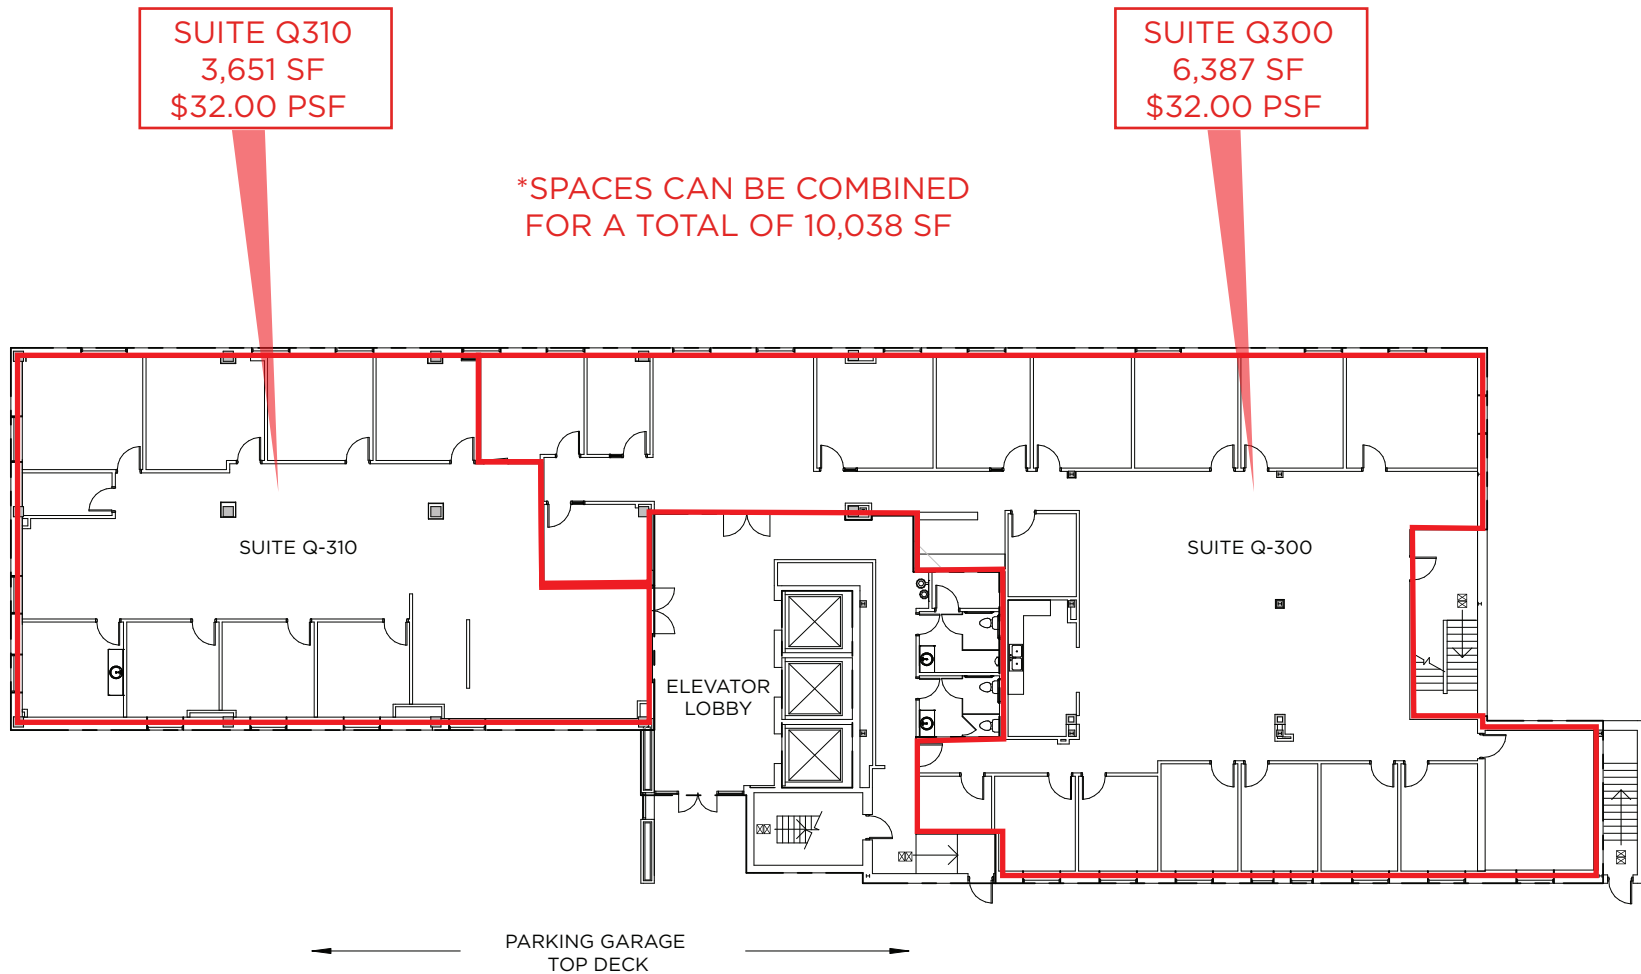 SUITE Q310
3,651 SF
$32.00 PSF
SUITE Q300
6,387 SF
$32.00 PSF
*SPACES CAN BE COMBINED
FOR A TOTAL OF 10,038 SF
SUITE Q-310
SUITE Q-300
ELEVATOR
LOBBY
PARKING GARAGE
TOP DECK